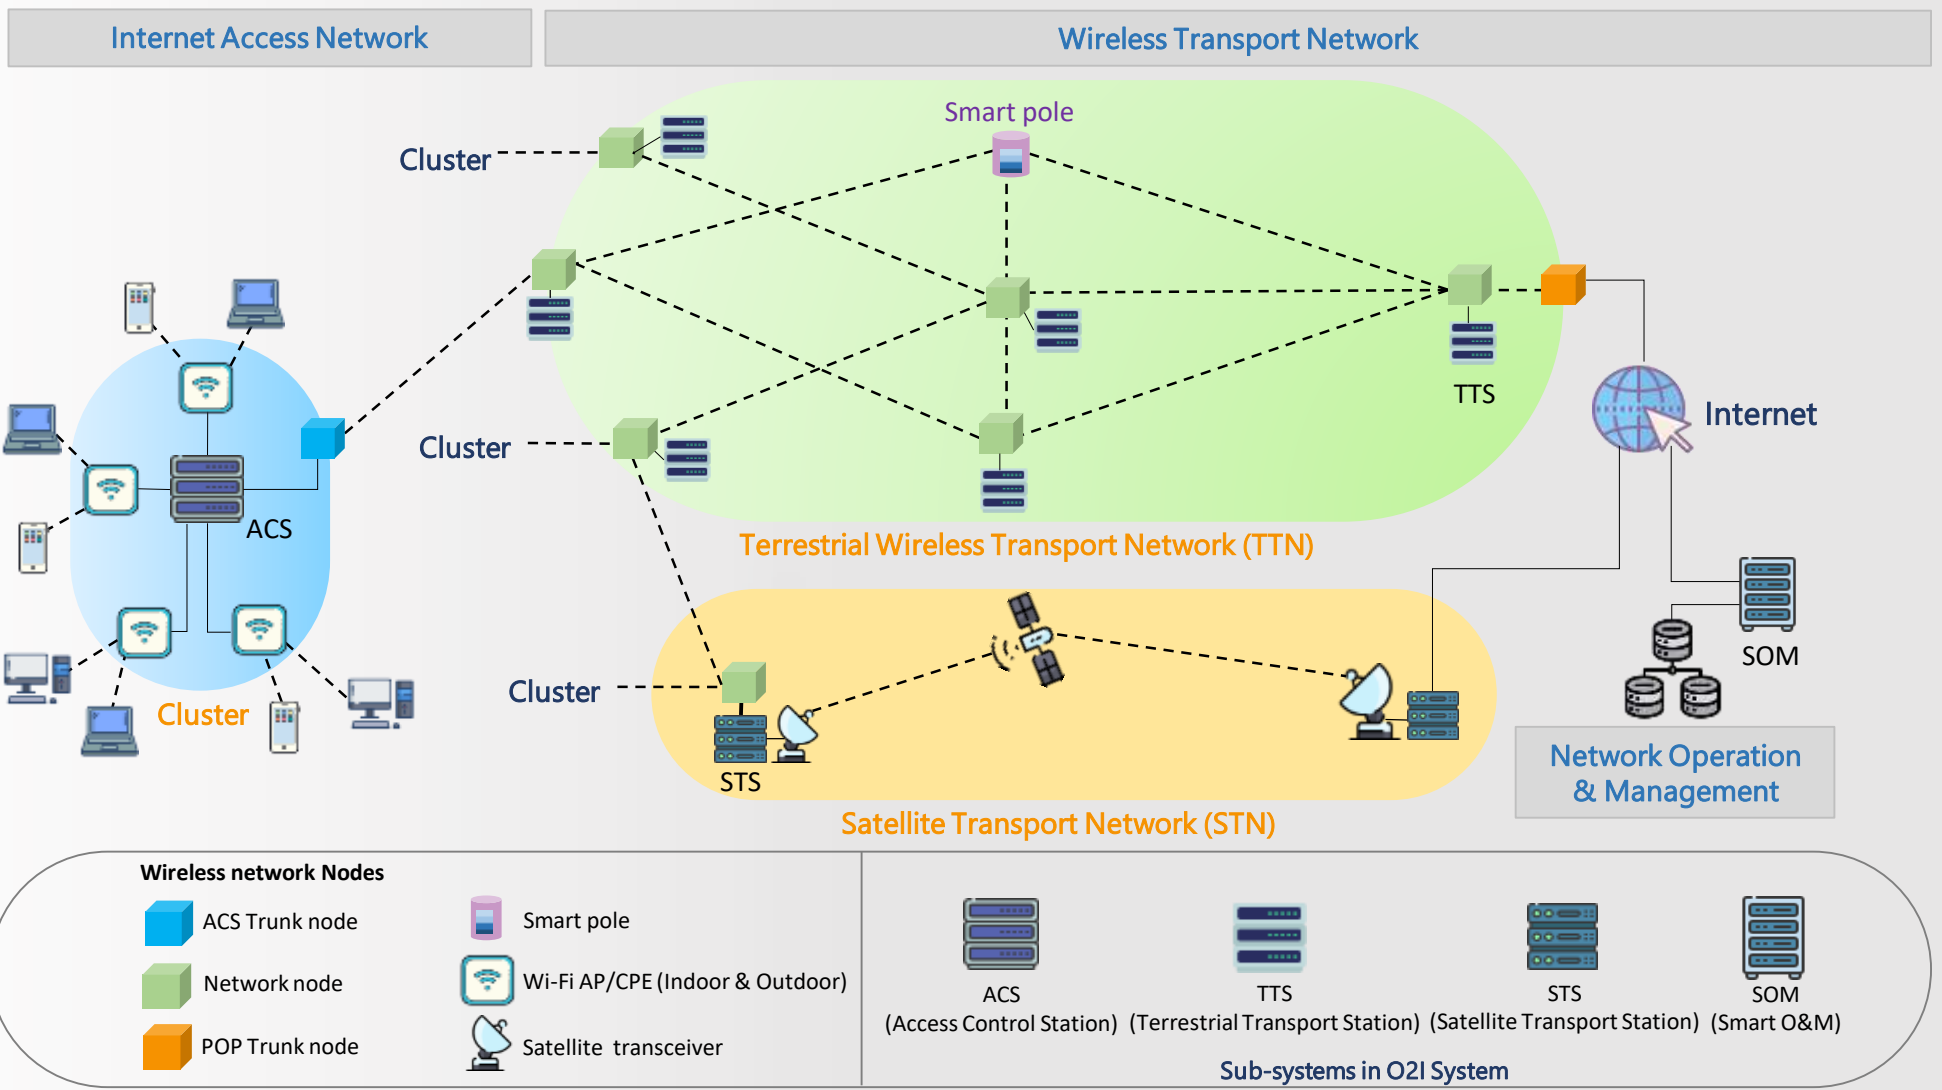 Internet Access Network
Wireless Transport Network
Smart pole
Cluster
TTS
Internet
Cluster
ACS
Terrestrial Wireless Transport Network (TTN)
SOM
Cluster
Cluster
STS
Network Operation
& Management
Satellite Transport Network (STN)
Wireless network Nodes
ACS Trunk node
Network node
POP Trunk node
Smart pole
Wi-Fi AP/CPE (Indoor & Outdoor)
Satellite transceiver
ACS
(Access Control Station)
TTS
(Terrestrial Transport Station)
STS
(Satellite Transport Station)
SOM
(Smart O&M)
Sub-systems in O2I System